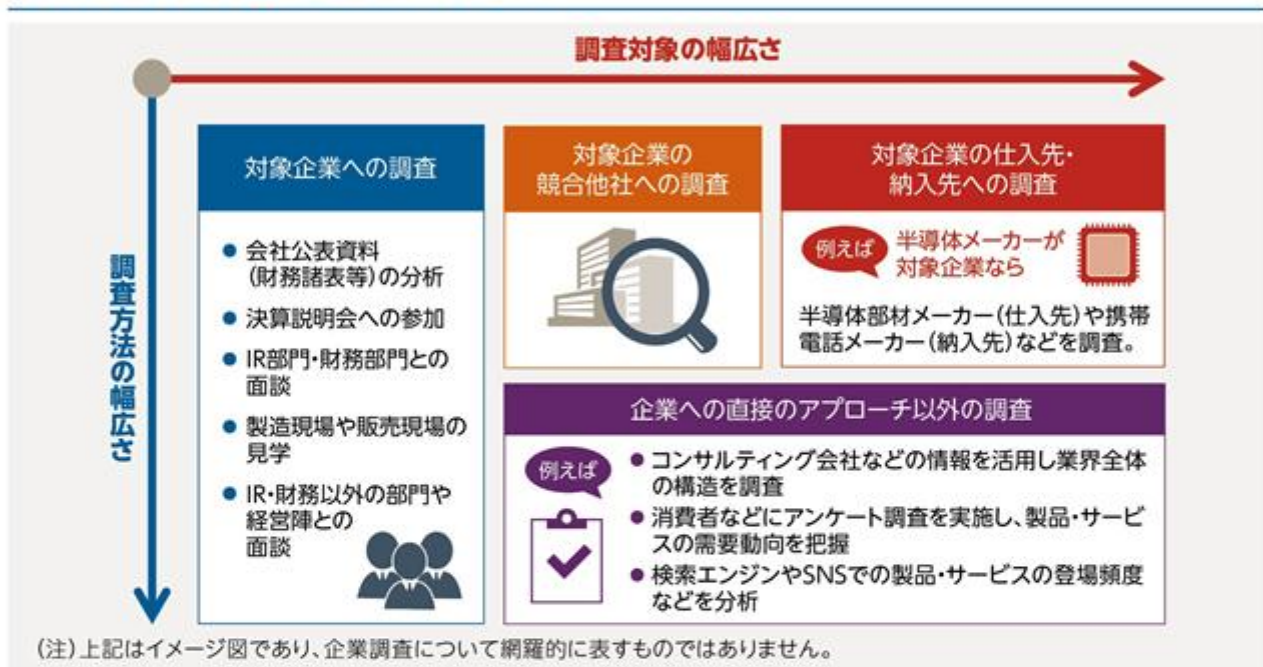 調査対象の幅広さ
調査方法の幅広さ
対象企業への調査
● 会社公表資料
(財務諸表等)の分析
● 決算説明会への参加
● IR部門・財務部門との
面談
● 製造現場や販売現場の
見学
● IR・財務以外の部門や
経営陣との
面談
対象企業の
競合他社への調査
対象企業の仕入先・
納入先への調査
例えば
半導体メーカーが
対象企業なら
半導体部材メーカー(仕入先)や携帯
電話メーカー(納入先)などを調査。
企業への直接のアプローチ以外の調査
例えば
● コンサルティング会社などの情報を活用し業界全体
の構造を調査
● 消費者などにアンケート調査を実施し、製品・サービ
スの需要動向を把握
● 検索エンジンやSNSでの製品・サービスの登場頻度
などを分析
(注)上記はイメージ図であり、企業調査について網羅的に表すものではありません。